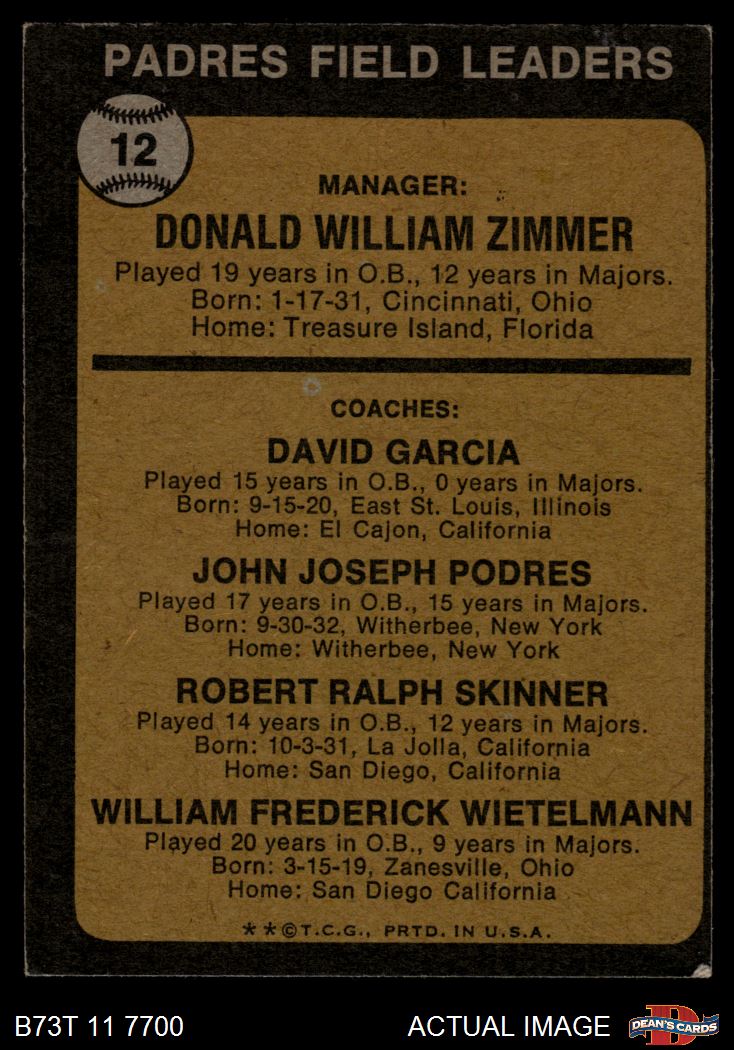 PADRES FIELD LEADERS
12
MANAGER:
DONALD WILLIAM ZIMMER
Played 19 years in O.B., 12 years in Majors.
Born: 1-17-31, Cincinnati, Ohio
Home: Treasure Island, Florida
COACHES:
DAVID GARCIA
Played 15 years in O.B., 0 years in Majors.
Born: 9-15-20, East St. Louis, Illinois
Home: El Cajon, California
JOHN JOSEPH PODRES
Played 17 years in O.B., 15 years in Majors.
Born: 9-30-32, Witherbee, New York
Home: Witherbee, New York
ROBERT RALPH SKINNER
Played 14 years in O.B., 12 years in Majors.
Born: 10-3-31, La Jolla, California
Home: San Diego, California
WILLIAM FREDERICK WIETELMANN
Played 20 years in O.B., 9 years in Majors.
Born: 3-15-19, Zanesville, Ohio
Home: San Diego California
**©T.C.G., PRTD. IN U.S.A.
B73T 11 7700 ACTUAL IMAGE D DEAN'S CARDS